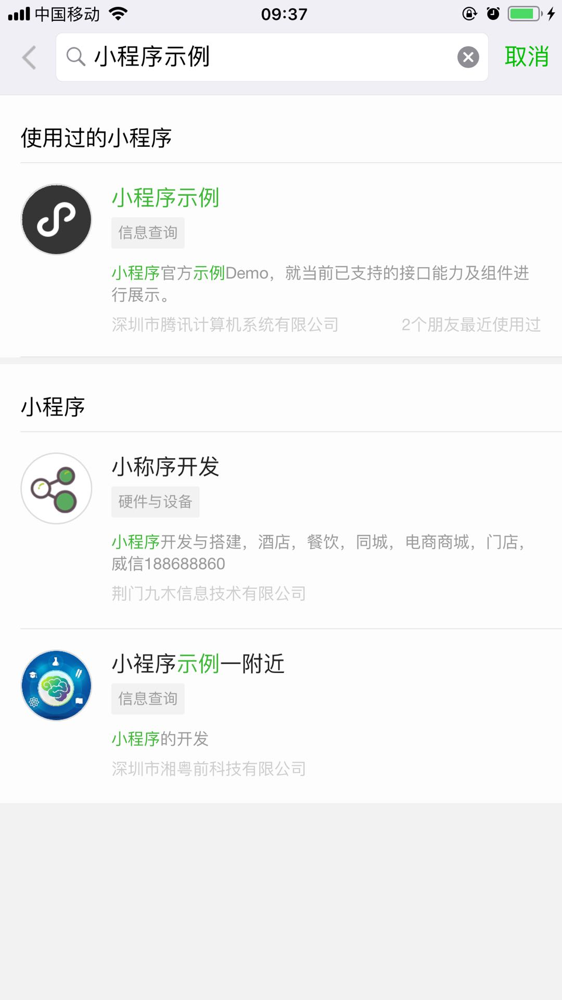 中国移动
09:37
小程序示例
取消
使用过的小程序
小程序示例
信息查询
小程序官方示例Demo，就当前已支持的接口能力及组件进
行展示。
深圳市腾讯计算机系统有限公司
2个朋友最近使用过
小程序
小称序开发
硬件与设备
小程序开发与搭建，酒店，餐饮，同城，电商商城，门店，
威信188688860
荆门九木信息技术有限公司
小裎序示例一附近
信息查询
小程序的开发
深圳市湘粤前科技有限公司